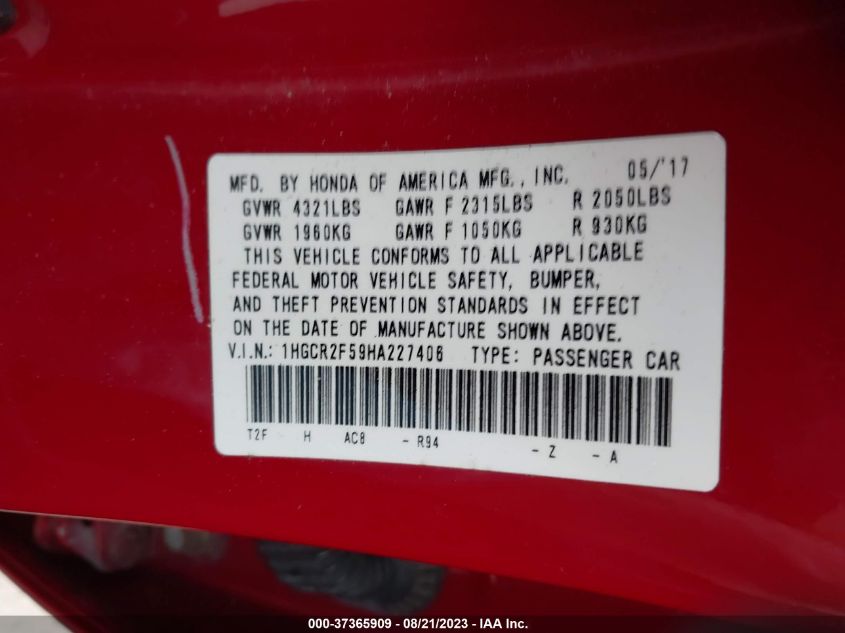 MFD. BY HONDA OF AMERICA MFG., INC. 05/'17
GVWR 4321LBS GAWR F 2315LBS R 2050LBS
GVWR 1960KG GAWR F 1050KG R 930KG
THIS VEHICLE CONFORMS TO ALL APPLICABLE
FEDERAL MOTOR VEHICLE SAFETY, BUMPER,
AND THEFT PREVENTION STANDARDS IN EFFECT
ON THE DATE OF MANUFACTURE SHOWN ABOVE.
V.I.N.: 1HGCR2F59HA227406 TYPE: PASSENGER CAR
T2F H AC8 - R94 - Z - A
000-37365909 - 08/21/2023 - IAA Inc.